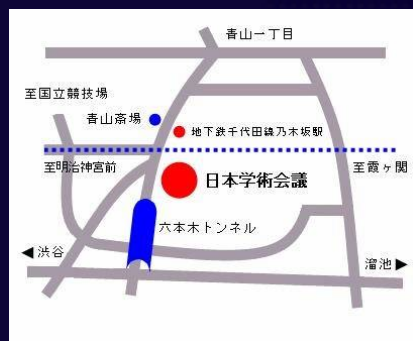 青山一丁目
至国立競技場
青山斎場
地下鉄千代田線乃木坂駅
至明治神宮前
至霞ヶ関
日本学術会議
六本木トンネル
◀渋谷
溜池▶